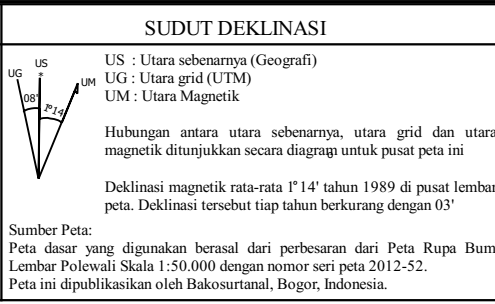 SUDUT DEKLINASI
US
UG * UM
08'
1°14'
US : Utara sebenarnya (Geografi)
UG : Utara grid (UTM)
UM : Utara Magnetik
Hubungan antara utara sebenarnya, utara grid dan utara
magnetik ditunjukkan secara diagram untuk pusat peta ini
Deklinasi magnetik rata-rata 1°14' tahun 1989 di pusat lembar
peta. Deklinasi tersebut tiap tahun berkurang dengan 03'
Sumber Peta:
Peta dasar yang digunakan berasal dari perbesaran dari Peta Rupa Bum
Lembar Polewali Skala 1:50.000 dengan nomor seri peta 2012-52.
Peta ini dipublikasikan oleh Bakosurtanal, Bogor, Indonesia.